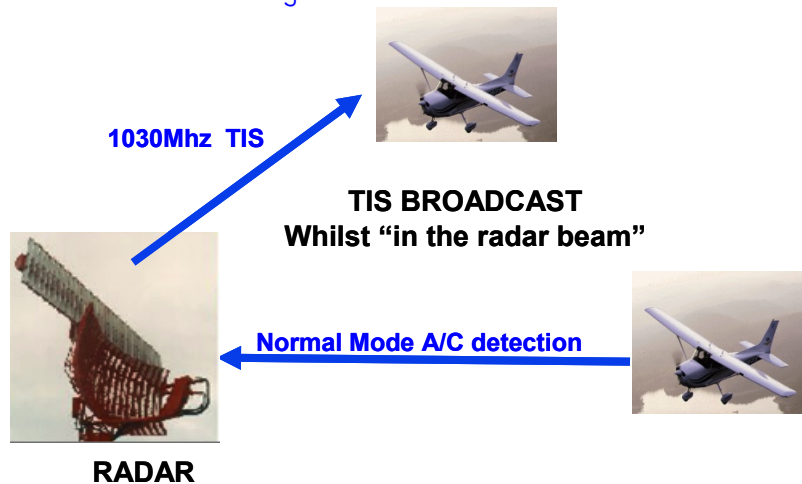 1030Mhz  TIS
TIS BROADCAST
Whilst “in the radar beam”
Normal Mode A/C detection
RADAR